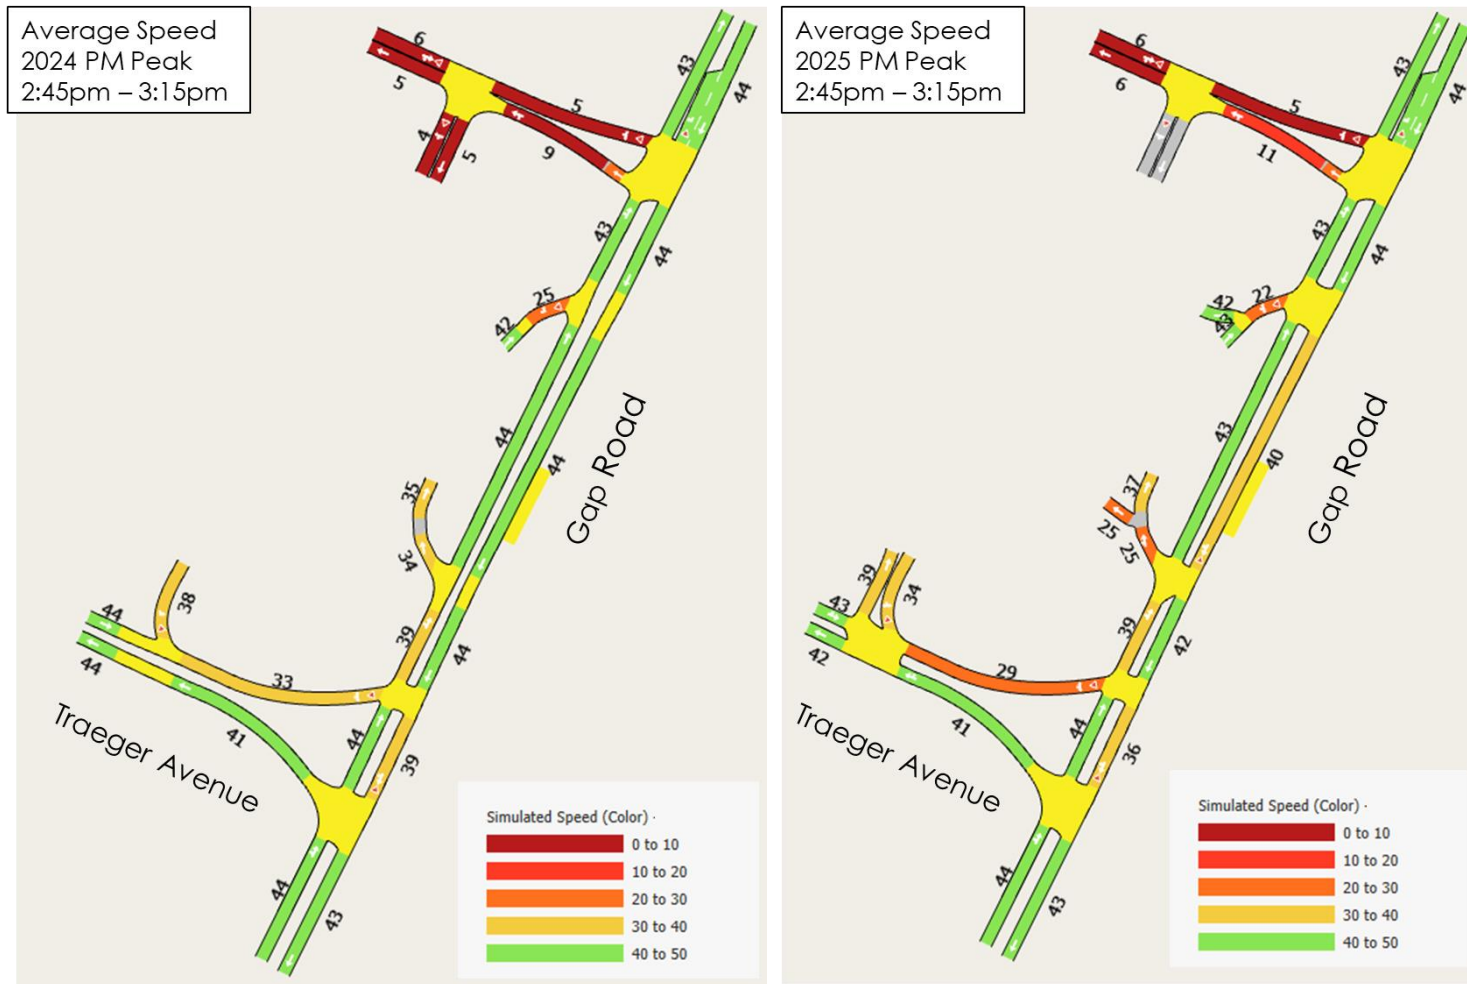 Average Speed
2024 PM Peak
2:45pm – 3:15pm
6
5
43
44
5
4
5
9
43
44
25
42
44
44
Gap Road
35
34
38
44
44
33
39
44
41
44
39
Traeger Avenue
44
43
Simulated Speed (Color) ·
0 to 10
10 to 20
20 to 30
30 to 40
40 to 50
Average Speed
2025 PM Peak
2:45pm – 3:15pm
6
6
43
44
5
11
43
44
42
43
22
43
40
Gap Road
37
25
25
39
34
43
42
29
39
42
41
44
36
Traeger Avenue
44
43
Simulated Speed (Color) ·
0 to 10
10 to 20
20 to 30
30 to 40
40 to 50